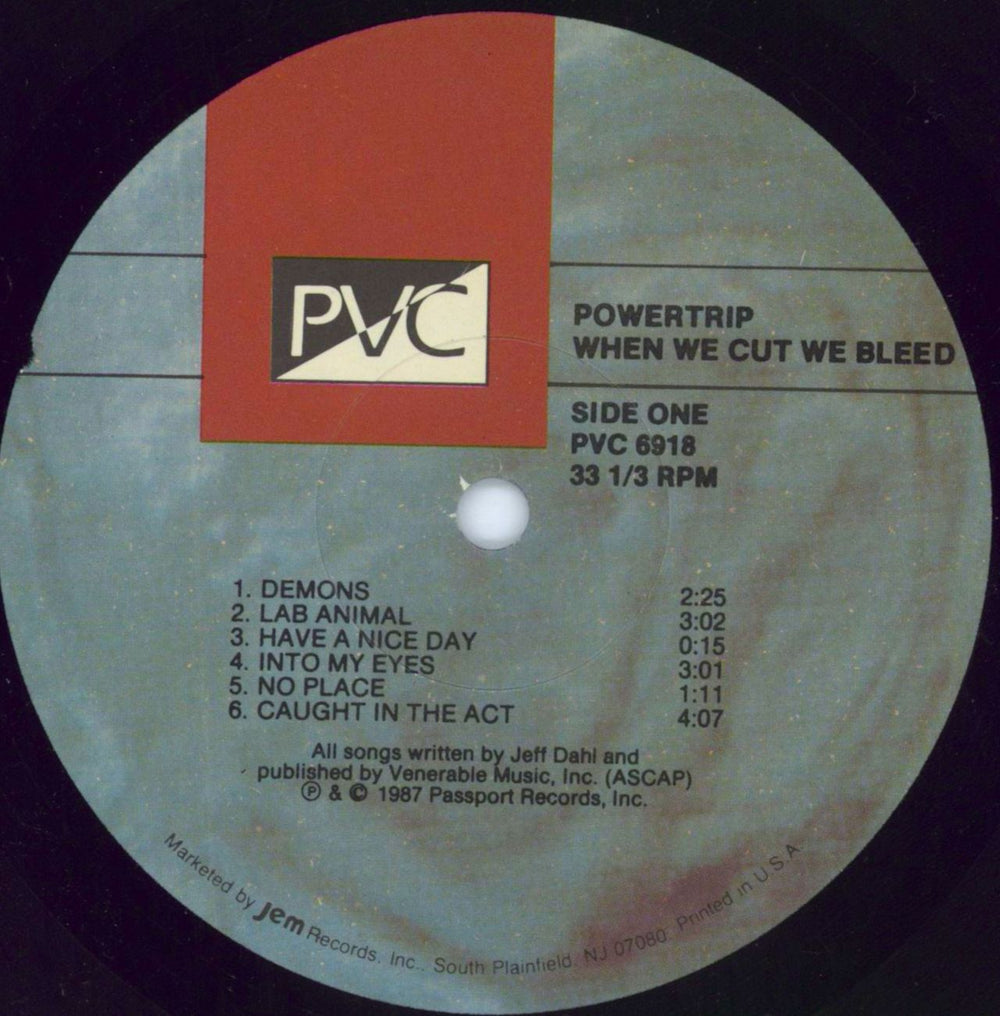 PVC
POWERTRIP
WHEN WE CUT WE BLEED
SIDE ONE
PVC 6918
33 1/3 RPM
1. DEMONS 2:25
2. LAB ANIMAL 3:02
3. HAVE A NICE DAY 0:15
4. INTO MY EYES 3:01
5. NO PLACE 1:11
6. CAUGHT IN THE ACT 4:07
All songs written by Jeff Dahl and
published by Venerable Music, Inc. (ASCAP)
℗ & © 1987 Passport Records, Inc.
Marketed by Jem Records, Inc., South Plainfield, NJ 07080. Printed in U.S.A.